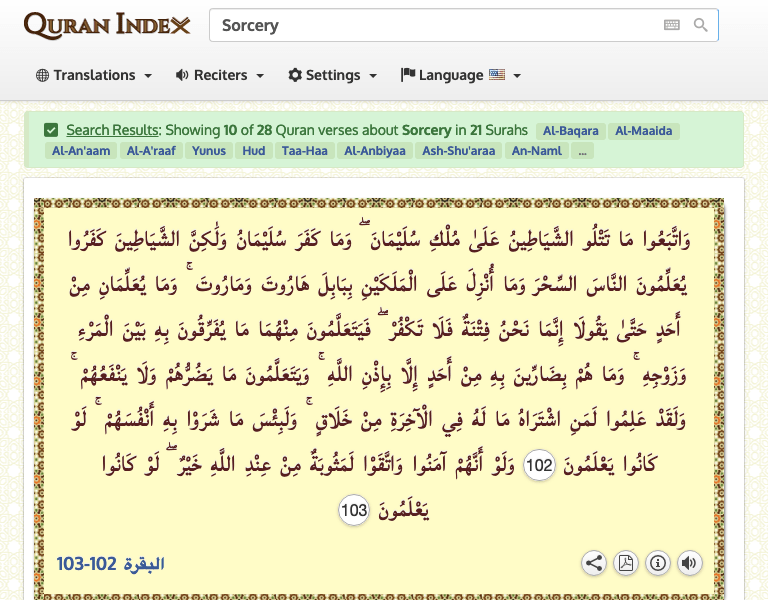 QURAN INDEX
Sorcery
Translations
Reciters
Settings
Language
Search Results: Showing 10 of 28 Quran verses about Sorcery in 21 Surahs Al-Baqara Al-Maaida
Al-An'aam Al-A'raaf Yunus Hud Taa-Haa Al-Anbiyaa Ash-Shu'araa An-Naml ...
وَاتَّبَعُوا مَا تَتْلُو الشَّيَاطِينُ عَلَىٰ مُلْكِ سُلَيْمَانَ ۖ وَمَا كَفَرَ سُلَيْمَانُ وَلَٰكِنَّ الشَّيَاطِينَ كَفَرُوا
يُعَلِّمُونَ النَّاسَ السِّحْرَ وَمَا أُنْزِلَ عَلَى الْمَلَكَيْنِ بِبَابِلَ هَارُوتَ وَمَارُوتَ ۚ وَمَا يُعَلِّمَانِ مِنْ
أَحَدٍ حَتَّىٰ يَقُولَا إِنَّمَا نَحْنُ فِتْنَةٌ فَلَا تَكْفُرْ ۖ فَيَتَعَلَّمُونَ مِنْهُمَا مَا يُفَرِّقُونَ بِهِ بَيْنَ الْمَرْءِ
وَزَوْجِهِ ۚ وَمَا هُمْ بِضَارِّينَ بِهِ مِنْ أَحَدٍ إِلَّا بِإِذْنِ اللَّهِ ۚ وَيَتَعَلَّمُونَ مَا يَضُرُّهُمْ وَلَا يَنْفَعُهُمْ ۚ
وَلَقَدْ عَلِمُوا لَمَنِ اشْتَرَاهُ مَا لَهُ فِي الْآخِرَةِ مِنْ خَلَاقٍ ۚ وَلَبِئْسَ مَا شَرَوْا بِهِ أَنْفُسَهُمْ ۚ لَوْ
كَانُوا يَعْلَمُونَ 102 وَلَوْ أَنَّهُمْ آمَنُوا وَاتَّقَوْا لَمَثُوبَةٌ مِنْ عِنْدِ اللَّهِ خَيْرٌ ۖ لَوْ كَانُوا
يَعْلَمُونَ 103
البقرة 102-103